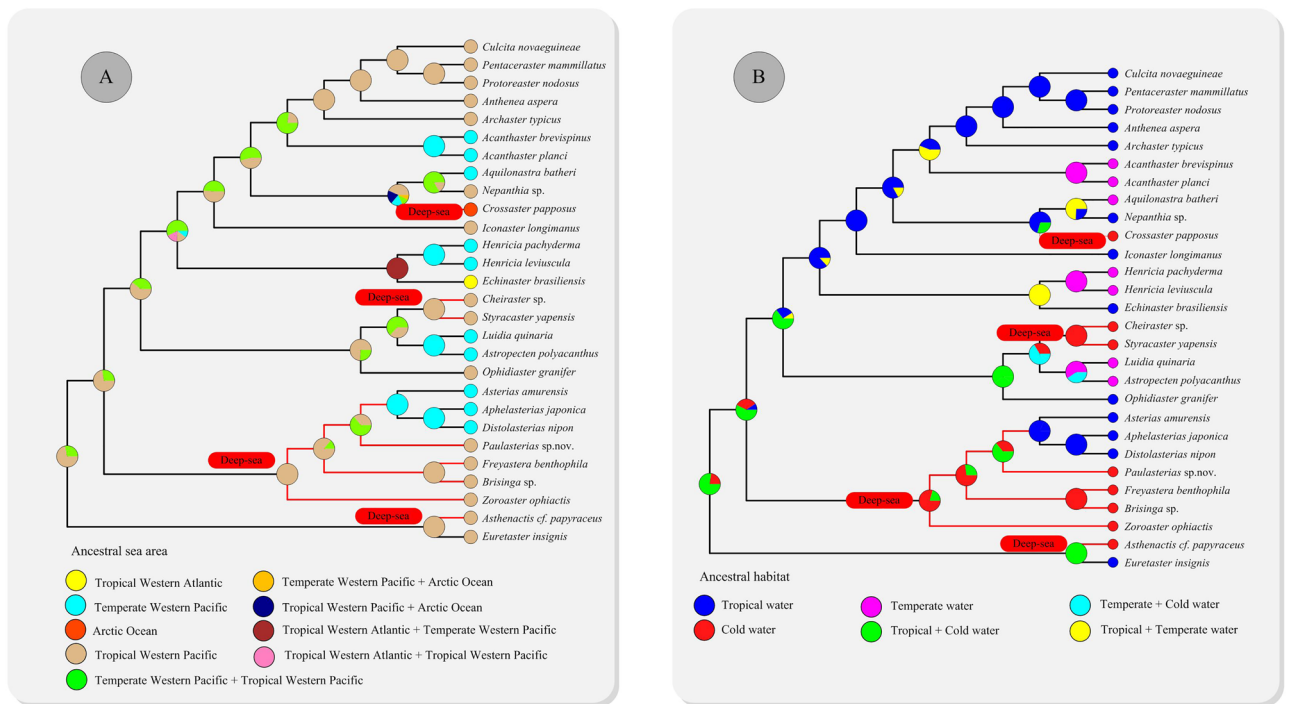 A
Culcita novaeguineae
Pentaceraster mammillatus
Protoreaster nodosus
Anthenea aspera
Archaster typicus
Acanthaster brevispinus
Acanthaster planci
Aquilonastra batheri
Nepanthia sp.
Deep-sea
Crossaster papposus
Iconaster longimanus
Henricia pachyderma
Henricia leviuscula
Echinaster brasiliensis
Deep-sea
Cheiraster sp.
Styracaster yapensis
Luidia quinaria
Astropecten polyacanthus
Ophidiaster granifer
Asterias amurensis
Aphelasterias japonica
Distolasterias nipon
Paulasterias sp.nov.
Deep-sea
Freyastera benthophila
Brisinga sp.
Zoroaster ophiactis
Deep-sea
Asthenactis cf. papyraceus
Euretaster insignis
Ancestral sea area
Tropical Western Atlantic
Temperate Western Pacific
Arctic Ocean
Tropical Western Pacific
Temperate Western Pacific + Tropical Western Pacific
Temperate Western Pacific + Arctic Ocean
Tropical Western Pacific + Arctic Ocean
Tropical Western Atlantic + Temperate Western Pacific
Tropical Western Atlantic + Tropical Western Pacific
B
Culcita novaeguineae
Pentaceraster mammillatus
Protoreaster nodosus
Anthenea aspera
Archaster typicus
Acanthaster brevispinus
Acanthaster planci
Aquilonastra batheri
Nepanthia sp.
Deep-sea
Crossaster papposus
Iconaster longimanus
Henricia pachyderma
Henricia leviuscula
Echinaster brasiliensis
Cheiraster sp.
Deep-sea
Styracaster yapensis
Luidia quinaria
Astropecten polyacanthus
Ophidiaster granifer
Asterias amurensis
Aphelasterias japonica
Distolasterias nipon
Paulasterias sp.nov.
Freyastera benthophila
Deep-sea
Brisinga sp.
Zoroaster ophiactis
Deep-sea
Asthenactis cf. papyraceus
Euretaster insignis
Ancestral habitat
Tropical water
Cold water
Temperate water
Tropical + Cold water
Temperate + Cold water
Tropical + Temperate water